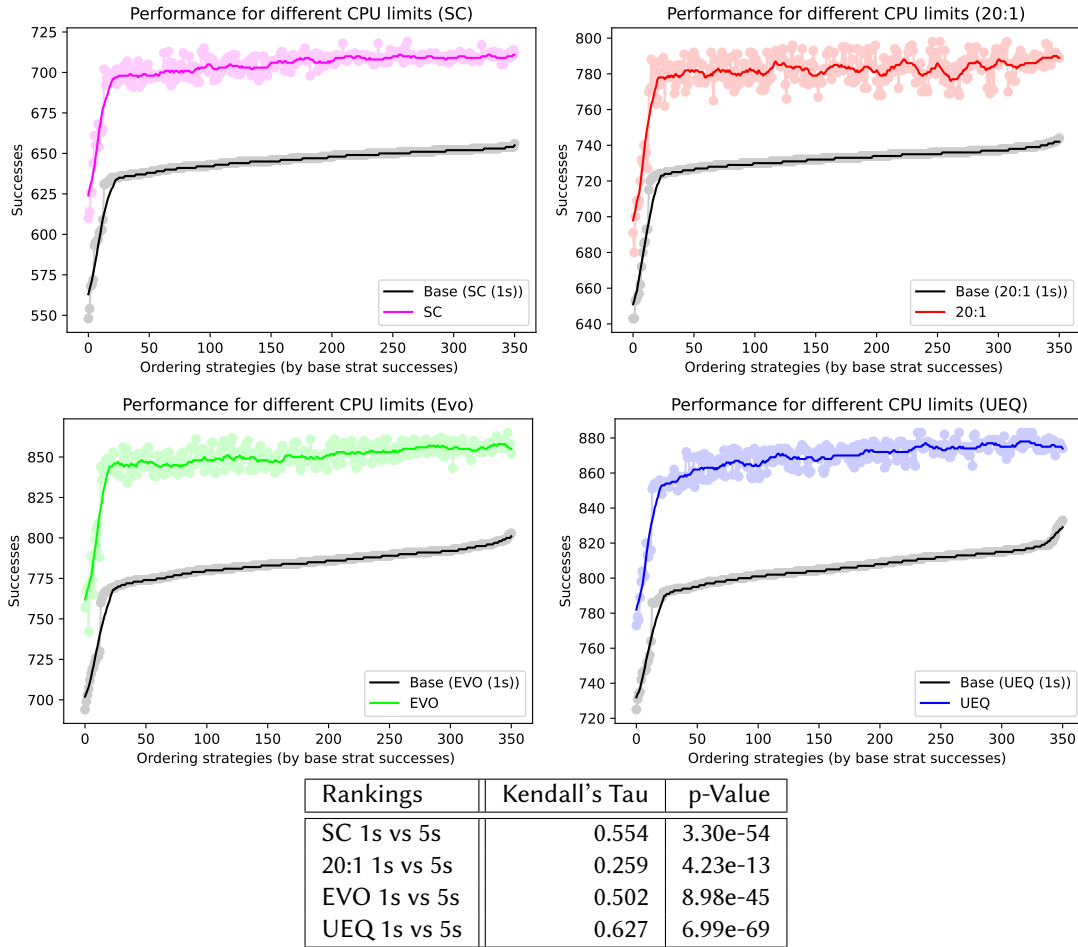 Performance for different CPU limits (SC)
725
700
675
650
625
600
575
550
Successes
0 50 100 150 200 250 300 350
Ordering strategies (by base strat successes)
Base (SC (1s))
SC
Performance for different CPU limits (20:1)
800
780
760
740
720
700
680
660
640
Successes
0 50 100 150 200 250 300 350
Ordering strategies (by base strat successes)
Base (20:1 (1s))
20:1
Performance for different CPU limits (Evo)
850
825
800
775
750
725
700
Successes
0 50 100 150 200 250 300 350
Ordering strategies (by base strat successes)
Base (EVO (1s))
EVO
Performance for different CPU limits (UEQ)
880
860
840
820
800
780
760
740
720
Successes
0 50 100 150 200 250 300 350
Ordering strategies (by base strat successes)
Base (UEQ (1s))
UEQ
Rankings Kendall's Tau p-Value
SC 1s vs 5s 0.554 3.30e-54
20:1 1s vs 5s 0.259 4.23e-13
EVO 1s vs 5s 0.502 8.98e-45
UEQ 1s vs 5s 0.627 6.99e-69